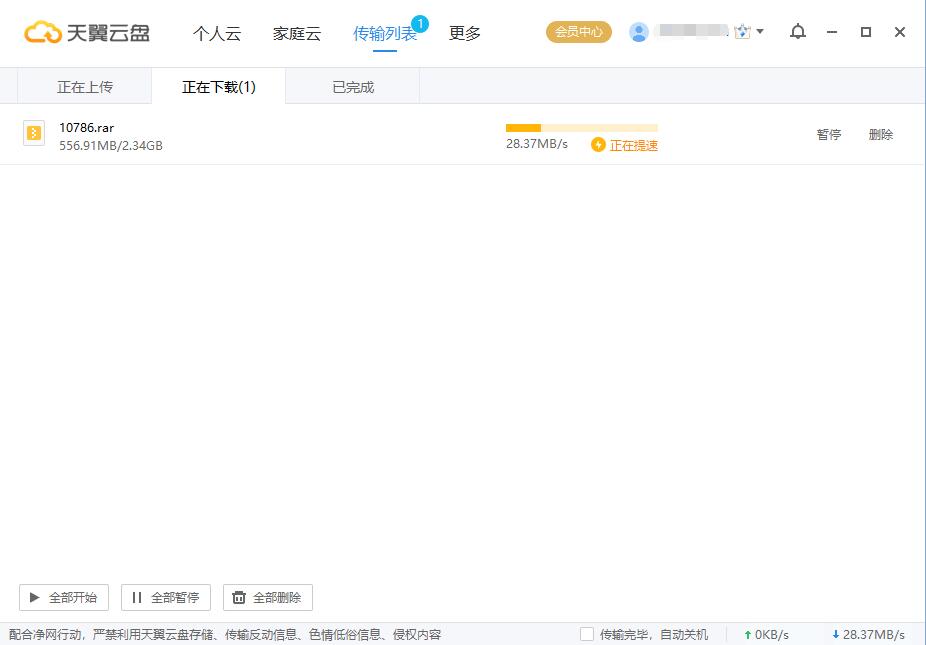 天翼云盘
个人云
家庭云
传输列表
1
更多
会员中心
正在上传
正在下载(1)
已完成
10786.rar
556.91MB/2.34GB
28.37MB/s
正在提速
暂停
删除
全部开始
全部暂停
全部删除
配合净网行动，严禁利用天翼云盘存储、传输反动信息、色情低俗信息、侵权内容
传输完毕，自动关机
0KB/s
28.37MB/s